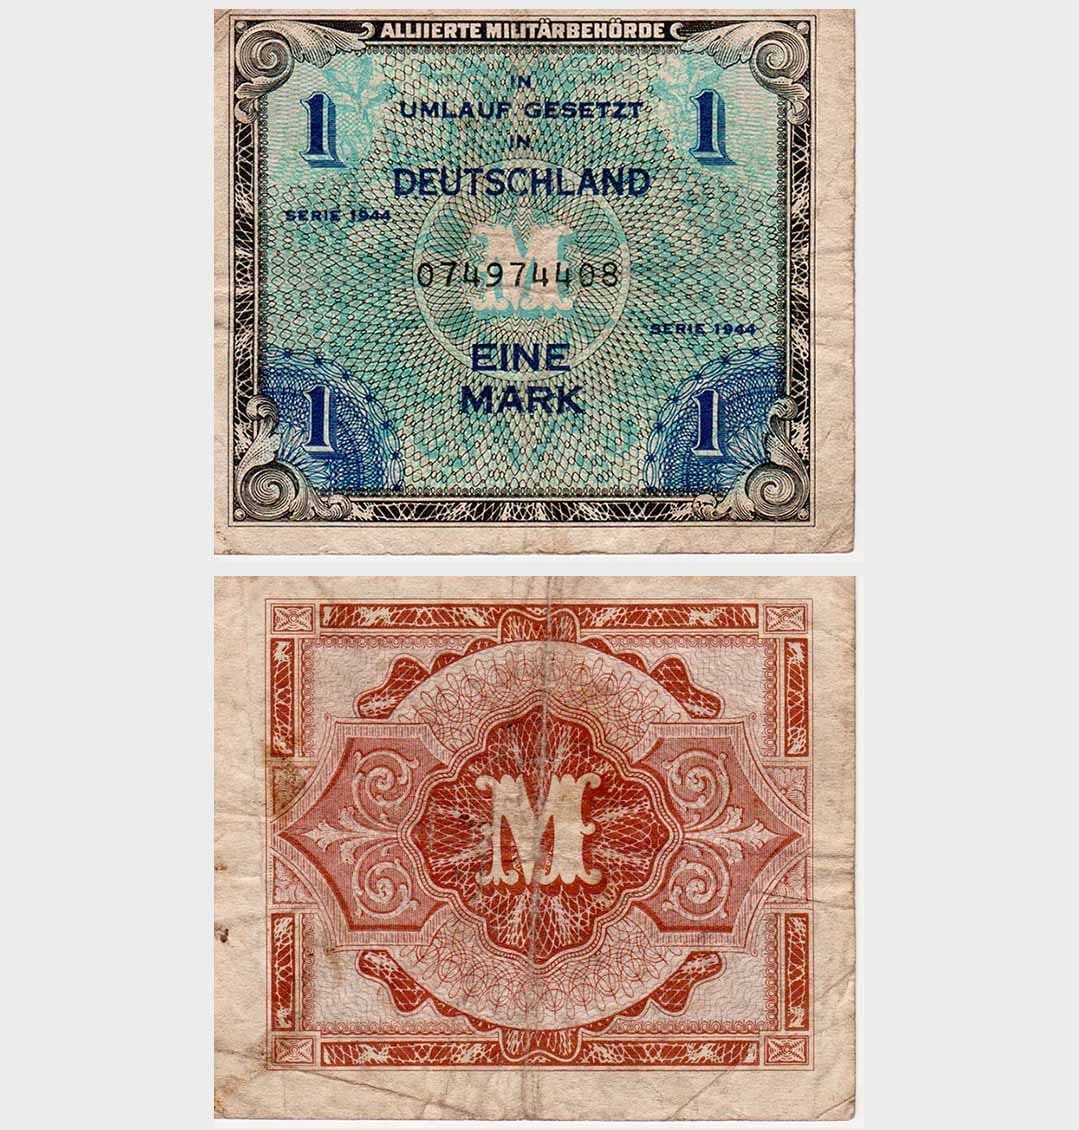 ALLIIERTE MILITÄRBEHÖRDE
IN
1 UMLAUF GESETZT 1
IN
DEUTSCHLAND
SERIE 1944
M
074974408
SERIE 1944
EINE
1 MARK 1
M